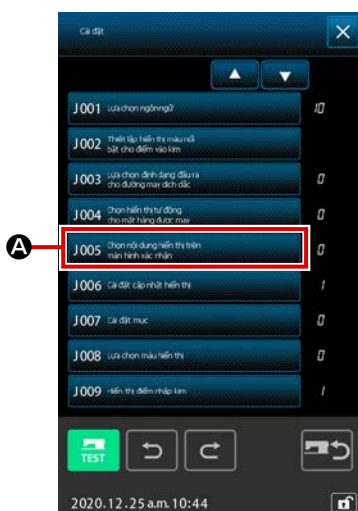 Cài đặt
J001 Lựa chọn ngôn ngữ 10
J002 Thiết lập hiển thị màu nổi
bật cho điểm vào kim
J003 Lựa chọn định dạng đầu ra
cho đường may dích dắc 0
J004 Chọn hiển thị tự động
cho mặt hàng được may 0
A
J005 Chọn nội dung hiển thị trên
màn hình xác nhận 0
J006 Cài đặt cập nhật hiển thị 1
J007 Cài đặt mục 0
J008 Lựa chọn màu hiển thị 0
J009 Hiển thị điểm nhập kim 1
TEST
2020.12.25 a.m.10:44